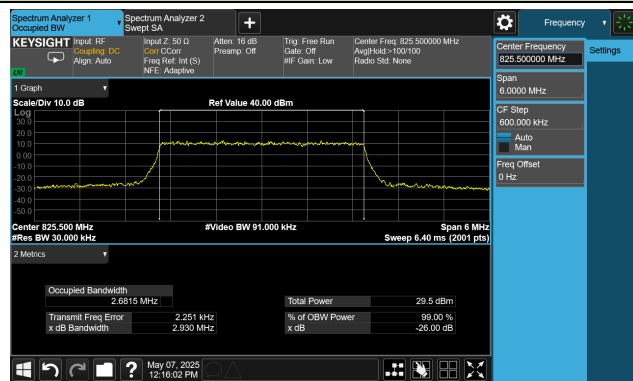 Spectrum Analyzer 1
Occupied BW
Spectrum Analyzer 2
Swept SA
+
Frequency
KEYSIGHT
Input: RF
Coupling: DC
Align: Auto
Input Z: 50 Ω
Corr CCorr
Freq Ref: Int (S)
NFE: Adaptive
Atten: 16 dB
Preamp: Off
Trig: Free Run
Gate: Off
#IF Gain: Low
Center Freq: 825.500000 MHz
Avg|Hold:>100/100
Radio Std: None
Center Frequency
825.500000 MHz
Settings
Span
6.0000 MHz
CF Step
600.000 kHz
Auto
Man
Freq Offset
0 Hz
1 Graph
Scale/Div 10.0 dB
Ref Value 40.00 dBm
Log
30.0
20.0
10.0
0.00
-10.0
-20.0
-30.0
-40.0
-50.0
Center 825.500 MHz
#Video BW 91.000 kHz
Span 6 MHz
#Res BW 30.000 kHz
Sweep 6.40 ms (2001 pts)
2 Metrics
Occupied Bandwidth
2.6815 MHz
Total Power 29.5 dBm
Transmit Freq Error 2.251 kHz
% of OBW Power 99.00 %
x dB Bandwidth 2.930 MHz
x dB -26.00 dB
?
May 07, 2025
12:16:02 PM